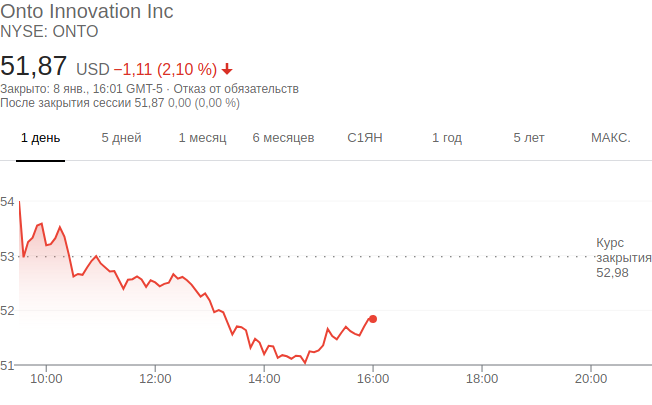 Onto Innovation Inc
NYSE: ONTO
51,87 USD −1,11 (2,10 %)
Закрыто: 8 янв., 16:01 GMT-5 · Отказ от обязательств
После закрытия сессии 51,87 0,00 (0,00 %)
1 день 5 дней 1 месяц 6 месяцев С1ЯН 1 год 5 лет МАКС.
54
Курс
53 закрытия
52,98
52
51
10:00 12:00 14:00 16:00 18:00 20:00